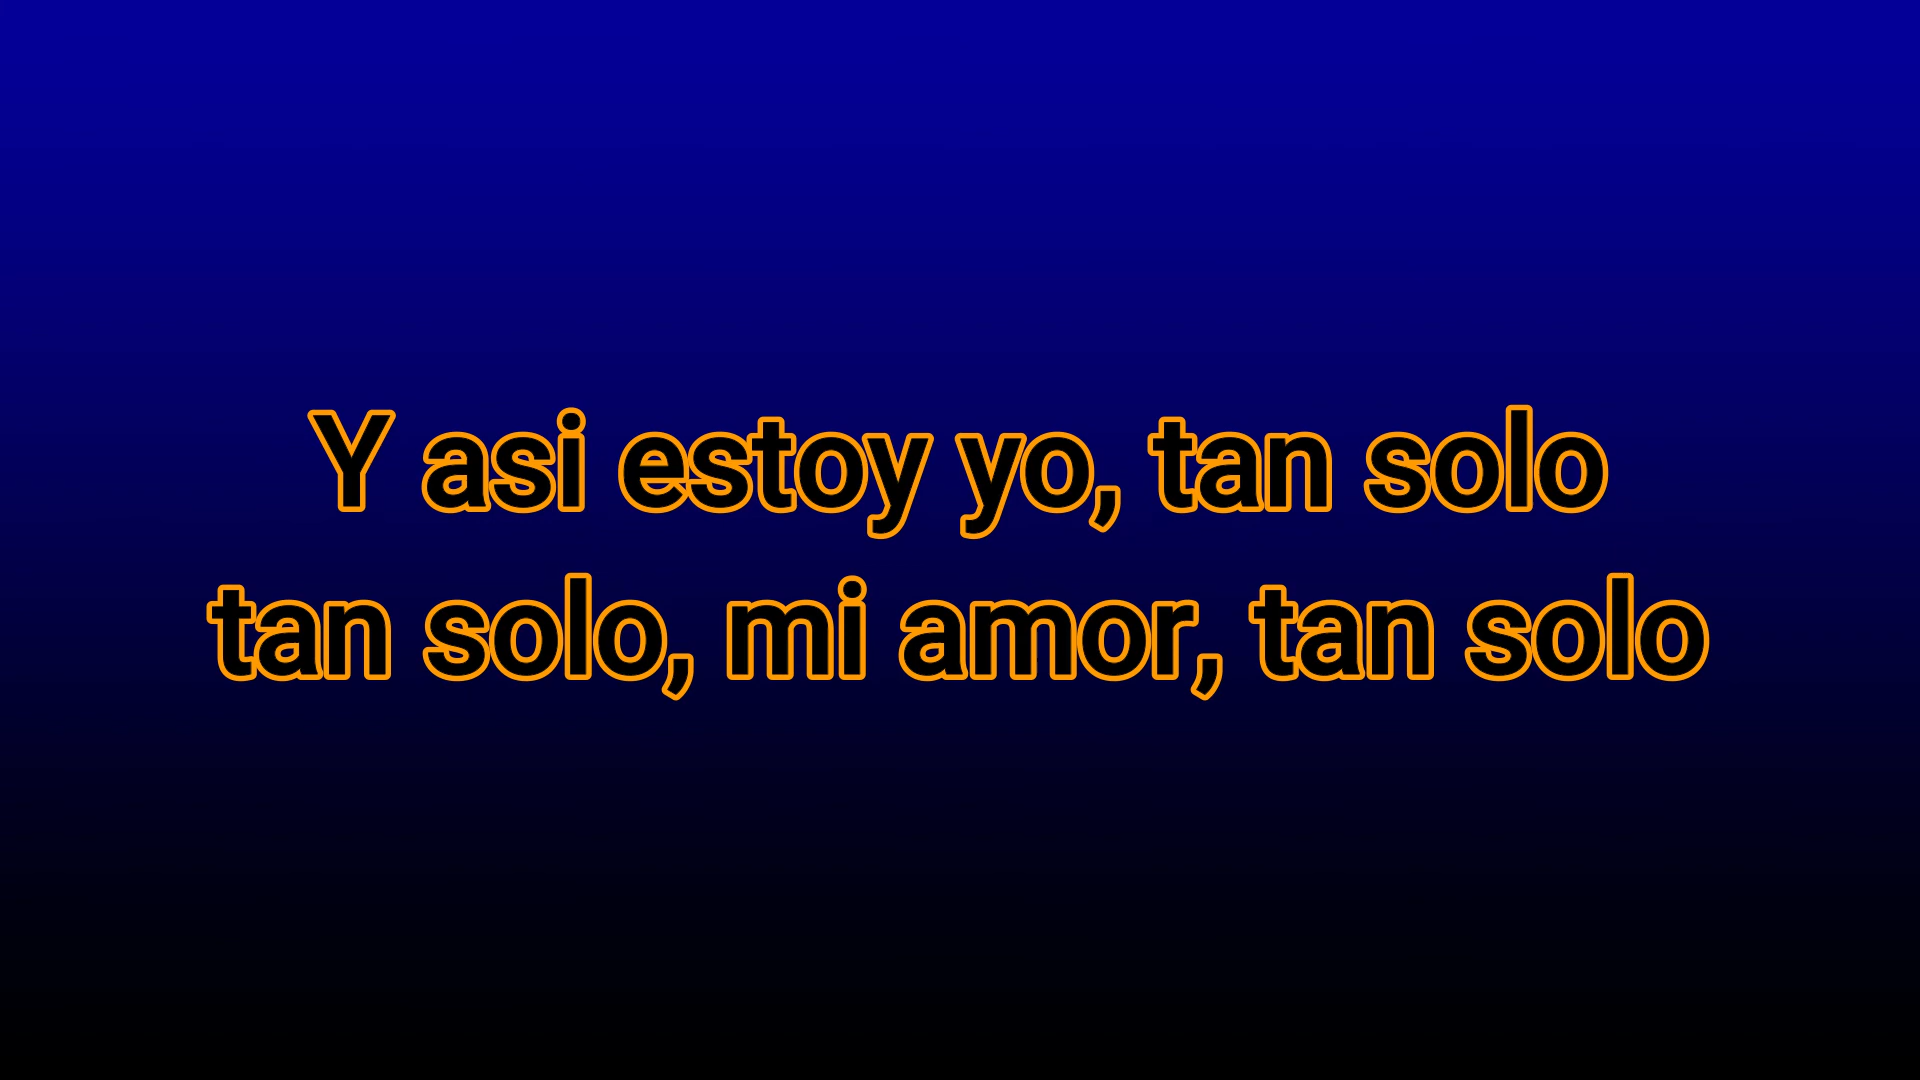 Y asi estoy yo, tan solo
tan solo, mi amor, tan solo